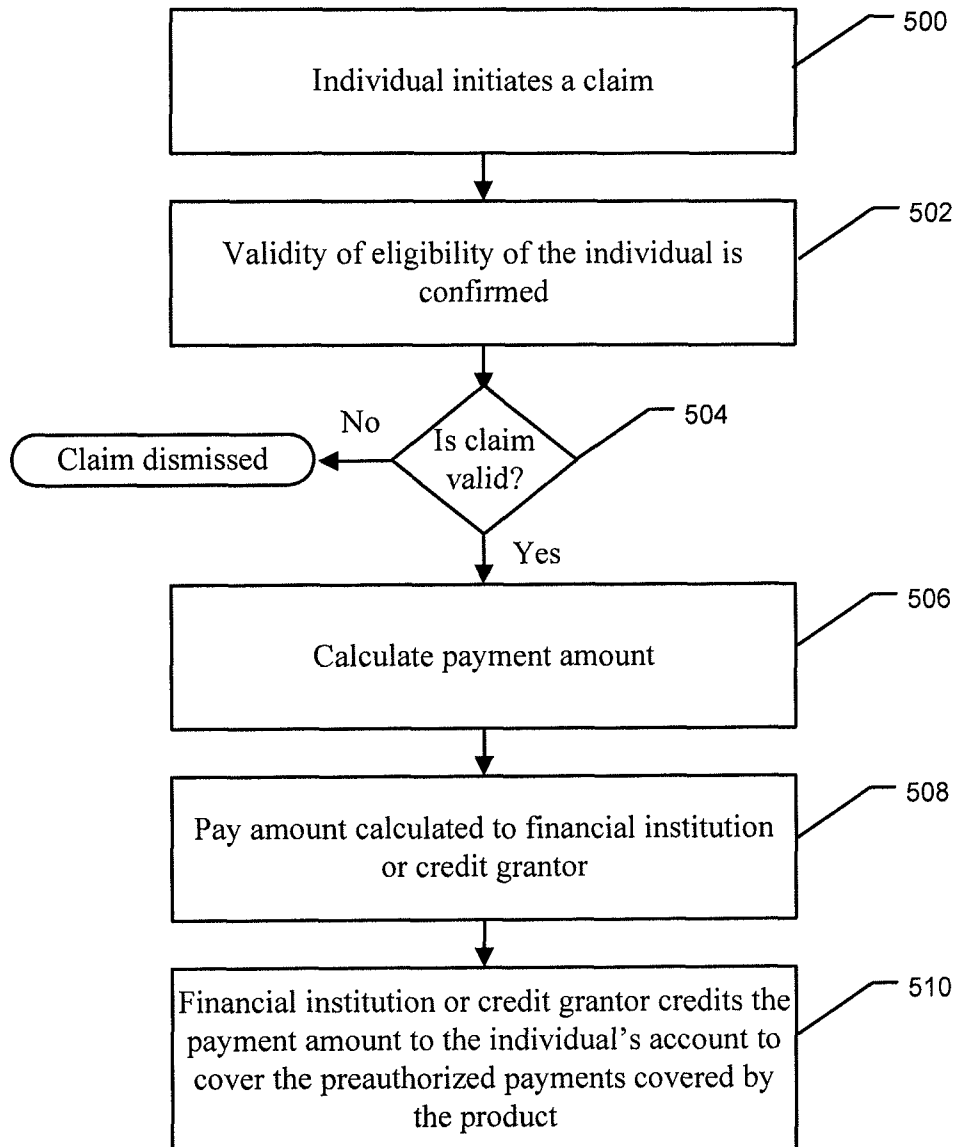 500
Individual initiates a claim
502
Validity of eligibility of the individual is
confirmed
504
No
Is claim
valid?
Claim dismissed
Yes
506
Calculate payment amount
508
Pay amount calculated to financial institution
or credit grantor
510
Financial institution or credit grantor credits the
payment amount to the individual's account to
cover the preauthorized payments covered by
the product